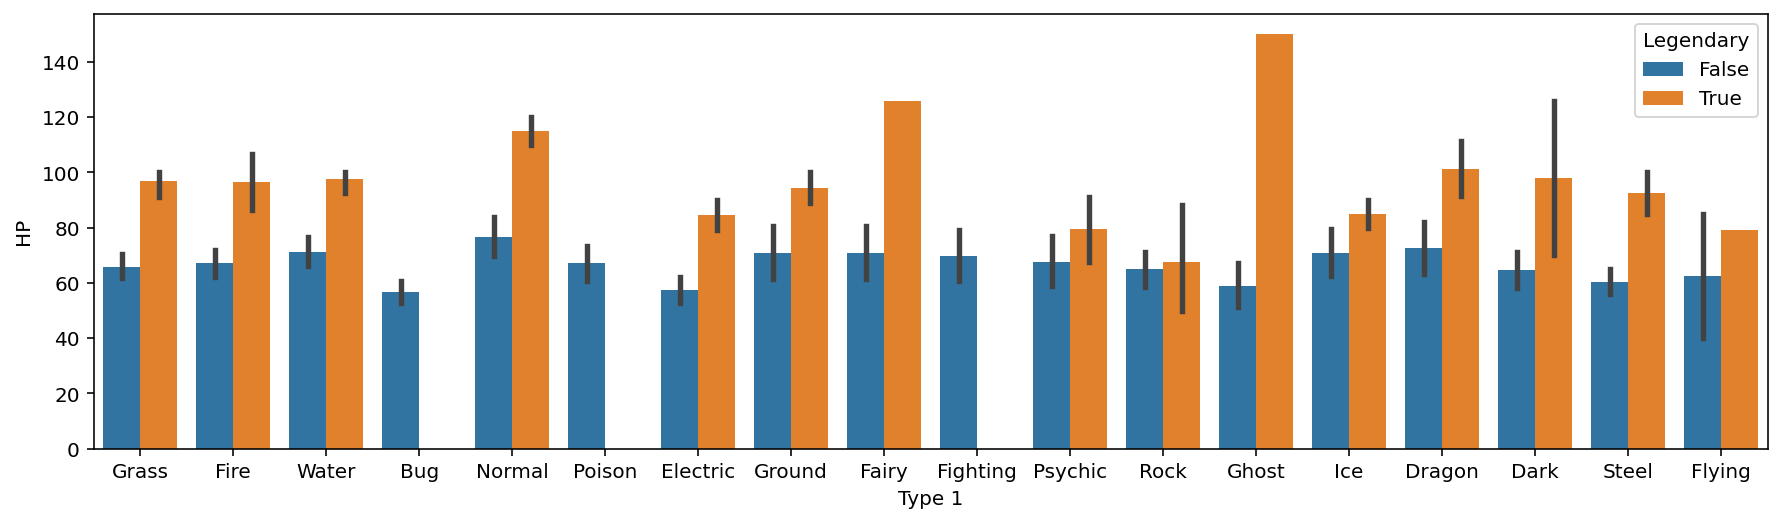 Legendary
False
True
HP
140
120
100
80
60
40
20
0
Grass Fire Water Bug Normal Poison Electric Ground Fairy Fighting Psychic Rock Ghost Ice Dragon Dark Steel Flying
Type 1